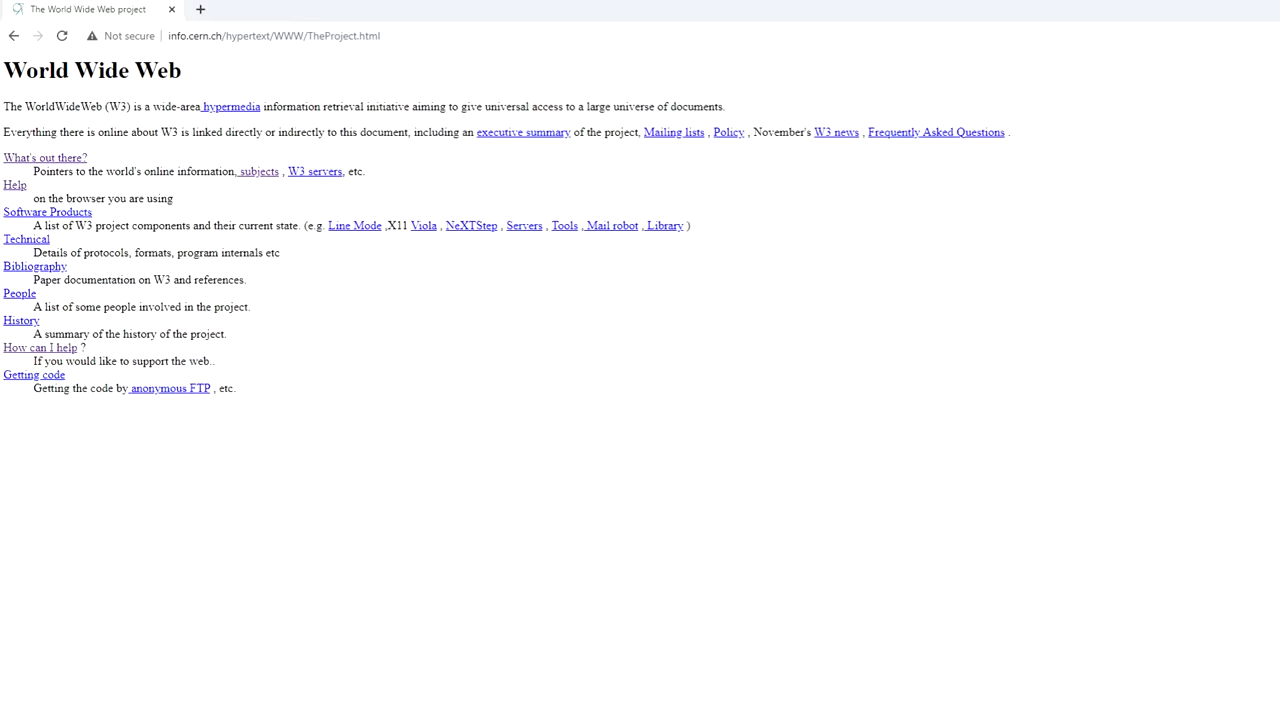 The World Wide Web project
Not secure info.cern.ch/hypertext/WWW/TheProject.html
World Wide Web
The WorldWideWeb (W3) is a wide-area hypermedia information retrieval initiative aiming to give universal access to a large universe of documents.
Everything there is online about W3 is linked directly or indirectly to this document, including an executive summary of the project, Mailing lists , Policy , November's W3 news , Frequently Asked Questions .
What's out there?
Pointers to the world's online information, subjects , W3 servers, etc.
Help
on the browser you are using
Software Products
A list of W3 project components and their current state. (e.g. Line Mode ,X11 Viola , NeXTStep , Servers , Tools , Mail robot , Library )
Technical
Details of protocols, formats, program internals etc
Bibliography
Paper documentation on W3 and references.
People
A list of some people involved in the project.
History
A summary of the history of the project.
How can I help ?
If you would like to support the web..
Getting code
Getting the code by anonymous FTP , etc.